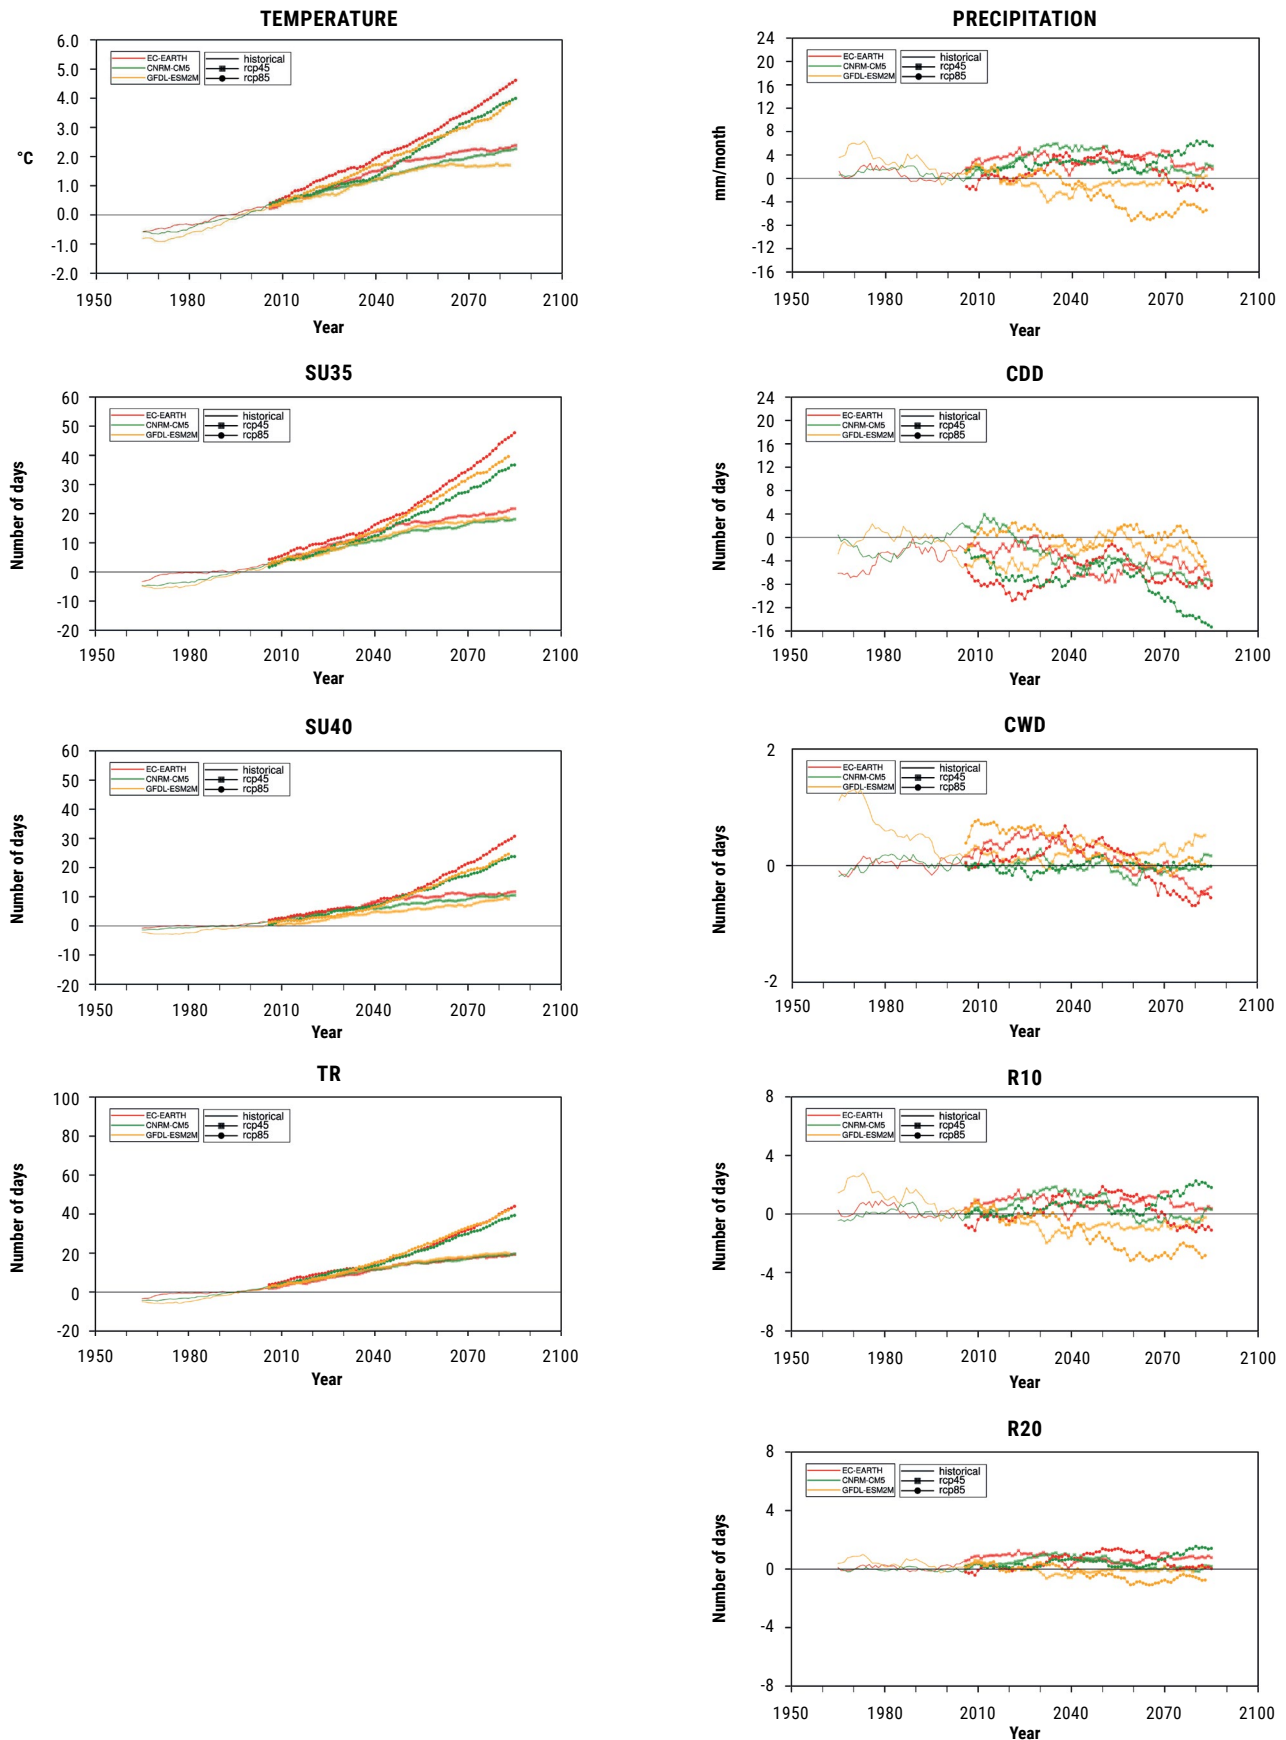 TEMPERATURE
6.0
5.0
4.0
3.0
2.0
1.0
0.0
-1.0
-2.0
°C
EC-EARTH
CNRM-CM5
GFDL-ESM2M
historical
rcp45
rcp85
1950 1980 2010 2040 2070 2100
Year
PRECIPITATION
24
20
16
12
8
4
0
-4
-8
-12
-16
mm/month
EC-EARTH
CNRM-CM5
GFDL-ESM2M
historical
rcp45
rcp85
1950 1980 2010 2040 2070 2100
Year
SU35
60
50
40
30
20
10
0
-10
-20
Number of days
EC-EARTH
CNRM-CM5
GFDL-ESM2M
historical
rcp45
rcp85
1950 1980 2010 2040 2070 2100
Year
CDD
24
20
16
12
8
4
0
-4
-8
-12
-16
Number of days
EC-EARTH
CNRM-CM5
GFDL-ESM2M
historical
rcp45
rcp85
1950 1980 2010 2040 2070 2100
Year
SU40
60
50
40
30
20
10
0
-10
-20
Number of days
EC-EARTH
CNRM-CM5
GFDL-ESM2M
historical
rcp45
rcp85
1950 1980 2010 2040 2070 2100
Year
CWD
2
0
-2
Number of days
EC-EARTH
CNRM-CM5
GFDL-ESM2M
historical
rcp45
rcp85
1950 1980 2010 2040 2070 2100
Year
TR
100
80
60
40
20
0
-20
Number of days
EC-EARTH
CNRM-CM5
GFDL-ESM2M
historical
rcp45
rcp85
1950 1980 2010 2040 2070 2100
Year
R10
8
4
0
-4
-8
Number of days
EC-EARTH
CNRM-CM5
GFDL-ESM2M
historical
rcp45
rcp85
1950 1980 2010 2040 2070 2100
Year
R20
8
4
0
-4
-8
Number of days
EC-EARTH
CNRM-CM5
GFDL-ESM2M
historical
rcp45
rcp85
1950 1980 2010 2040 2070 2100
Year